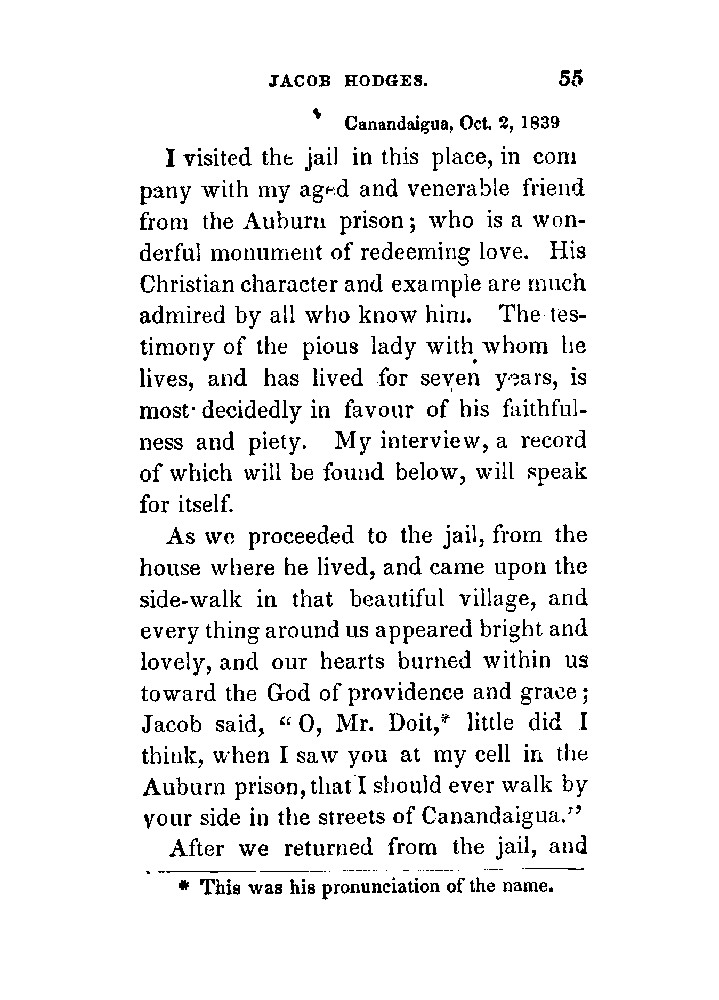 JACOB HODGES. 55
Canandaigua, Oct. 2, 1839
I visited the jail in this place, in com
pany with my aged and venerable friend
from the Auburn prison; who is a won-
derful monument of redeeming love. His
Christian character and example are much
admired by all who know him. The tes-
timony of the pious lady with whom he
lives, and has lived for seven years, is
most decidedly in favour of his faithful-
ness and piety. My interview, a record
of which will be found below, will speak
for itself.
As we proceeded to the jail, from the
house where he lived, and came upon the
side-walk in that beautiful village, and
every thing around us appeared bright and
lovely, and our hearts burned within us
toward the God of providence and grace;
Jacob said, “O, Mr. Doit,* little did I
think, when I saw you at my cell in the
Auburn prison, that I should ever walk by
your side in the streets of Canandaigua.”
After we returned from the jail, and
* This was his pronunciation of the name.